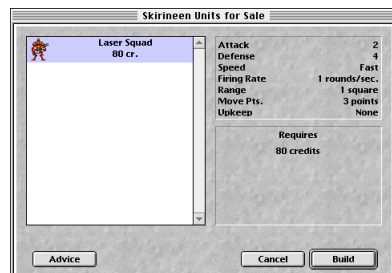 Skirineen Units for Sale
Laser Squad
80 cr.
Attack 2
Defense 4
Speed Fast
Firing Rate 1 rounds/sec.
Range 1 square
Move Pts. 3 points
Upkeep None
Requires
80 credits
Advice
Cancel
Build